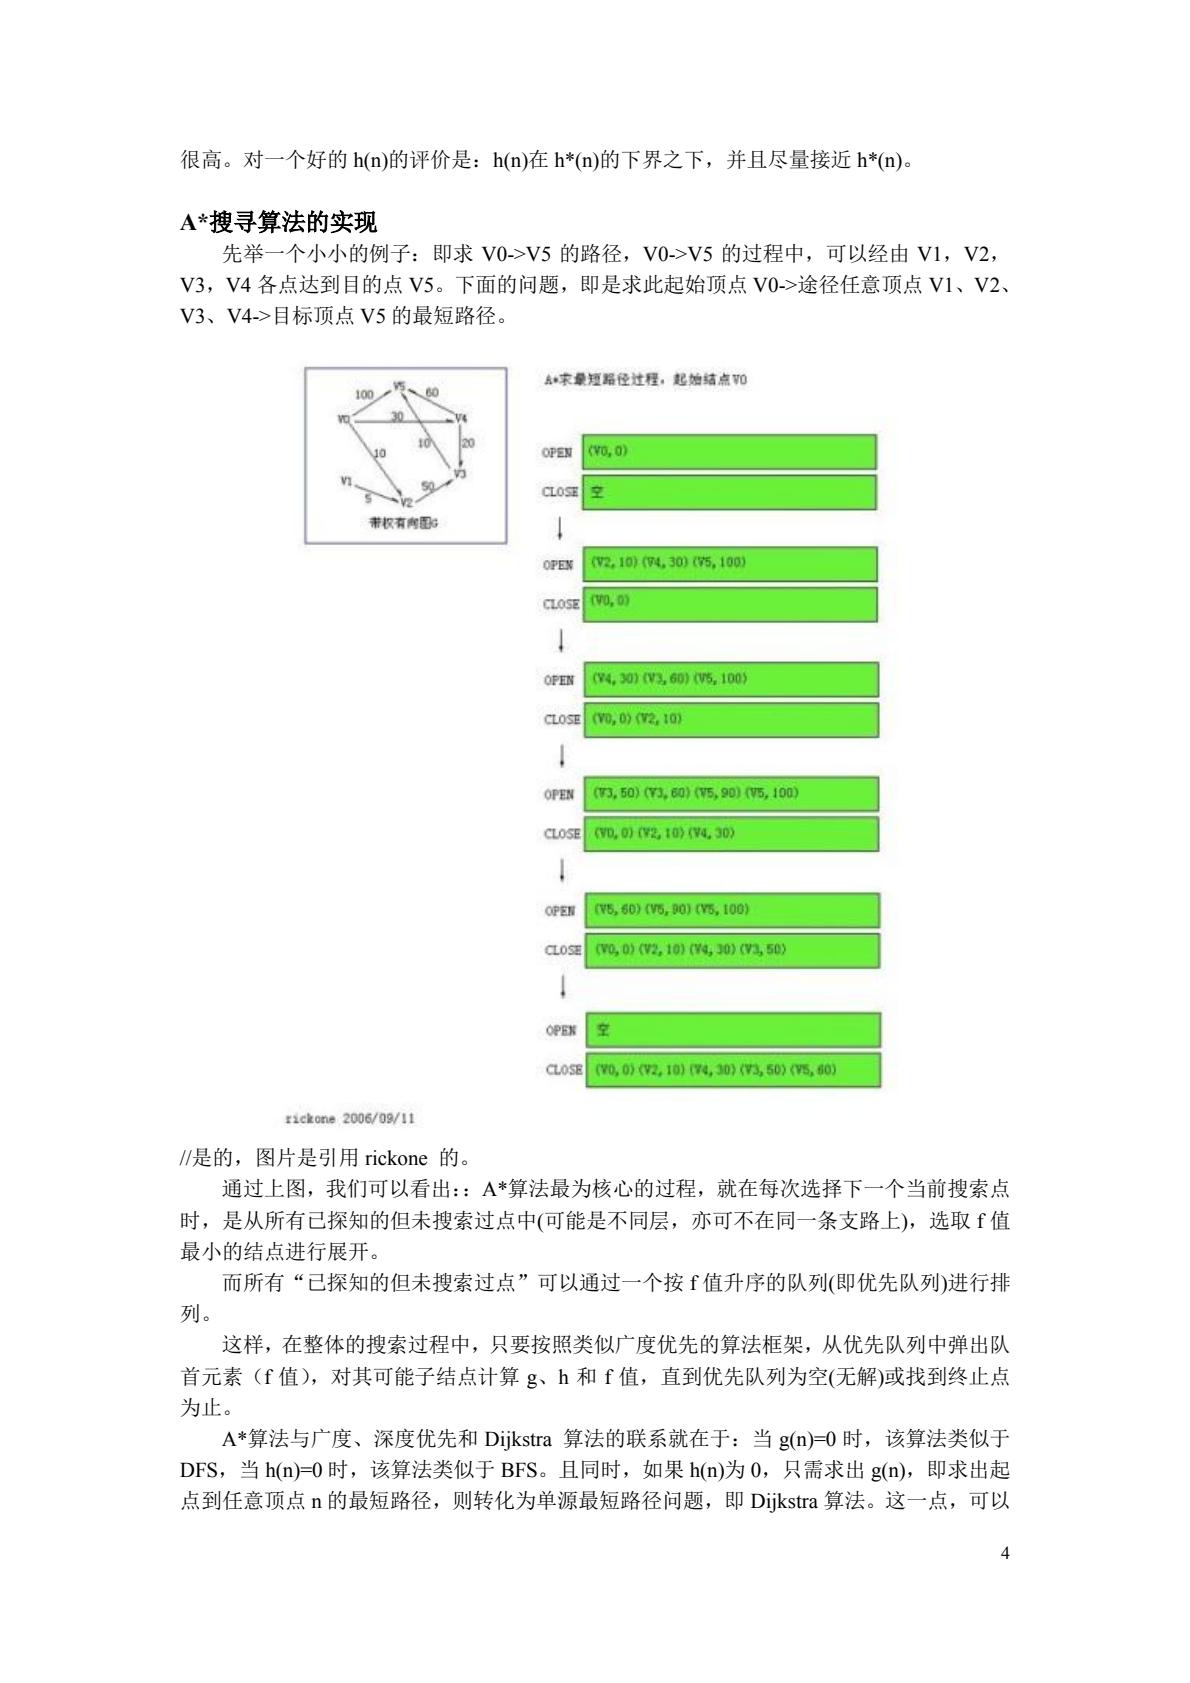 很高。对一个好的 h(n)的评价是：h(n)在 h*(n)的下界之下，并且尽量接近 h*(n)。
A*搜寻算法的实现
先举一个小小的例子：即求 V0->V5 的路径，V0->V5 的过程中，可以经由 V1，V2，
V3，V4 各点达到目的点 V5。下面的问题，即是求此起始顶点 V0->途径任意顶点 V1、V2、
V3、V4->目标顶点 V5 的最短路径。
A*求最短路径过程，起始结点V0
V5
100
60
V0
30
V4
10
10
20
V1
V3
50
5
V2
带权有向图G
OPEN (V0,0)
CLOSE 空
OPEN (V2,10)(V4,30)(V5,100)
CLOSE (V0,0)
OPEN (V4,30)(V3,60)(V5,100)
CLOSE (V0,0)(V2,10)
OPEN (V3,50)(V3,60)(V5,90)(V5,100)
CLOSE (V0,0)(V2,10)(V4,30)
OPEN (V5,60)(V5,90)(V5,100)
CLOSE (V0,0)(V2,10)(V4,30)(V3,50)
OPEN 空
CLOSE (V0,0)(V2,10)(V4,30)(V3,50)(V5,60)
rickone 2006/09/11
//是的，图片是引用 rickone 的。
通过上图，我们可以看出：：A*算法最为核心的过程，就在每次选择下一个当前搜索点
时，是从所有已探知的但未搜索过点中(可能是不同层，亦可不在同一条支路上)，选取 f 值
最小的结点进行展开。
而所有“已探知的但未搜索过点”可以通过一个按 f 值升序的队列(即优先队列)进行排
列。
这样，在整体的搜索过程中，只要按照类似广度优先的算法框架，从优先队列中弹出队
首元素（f 值），对其可能子结点计算 g、h 和 f 值，直到优先队列为空(无解)或找到终止点
为止。
A*算法与广度、深度优先和 Dijkstra 算法的联系就在于：当 g(n)=0 时，该算法类似于
DFS，当 h(n)=0 时，该算法类似于 BFS。且同时，如果 h(n)为 0，只需求出 g(n)，即求出起
点到任意顶点 n 的最短路径，则转化为单源最短路径问题，即 Dijkstra 算法。这一点，可以
4